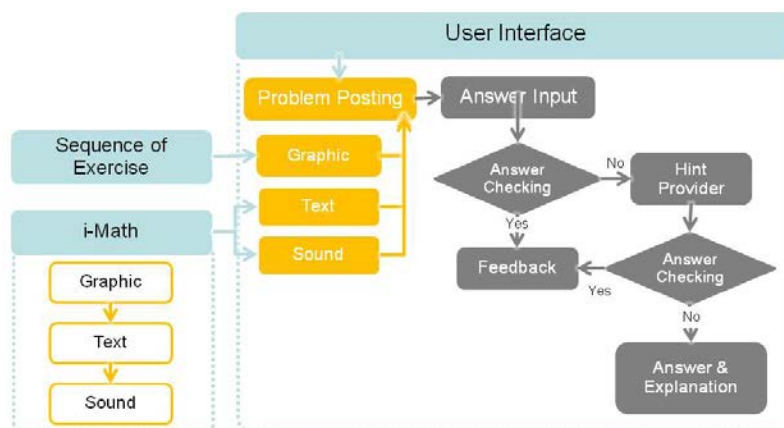 User Interface
Problem Posting
Answer Input
Sequence of
Exercise
Graphic
Answer
Checking
No
Hint
Provider
i-Math
Text
Yes
Sound
Feedback
Yes
Answer
Checking
No
Answer &
Explanation
Graphic
Text
Sound